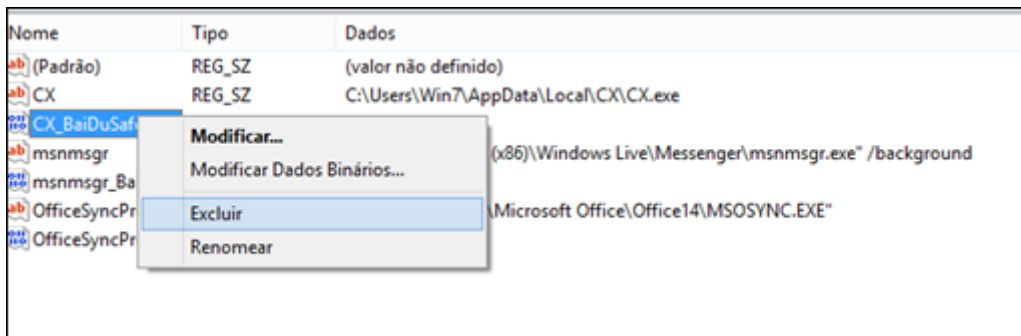 Nome Tipo Dados
(Padrão) REG_SZ (valor não definido)
CX REG_SZ C:\Users\Win7\AppData\Local\CX\CX.exe
CX_BaiDuSafe
msnmsgr (x86)\Windows Live\Messenger\msnmsgr.exe" /background
msnmsgr_Ba
OfficeSyncPr \Microsoft Office\Office14\MSOSYNC.EXE"
OfficeSyncPr
Modificar...
Modificar Dados Binários...
Excluir
Renomear